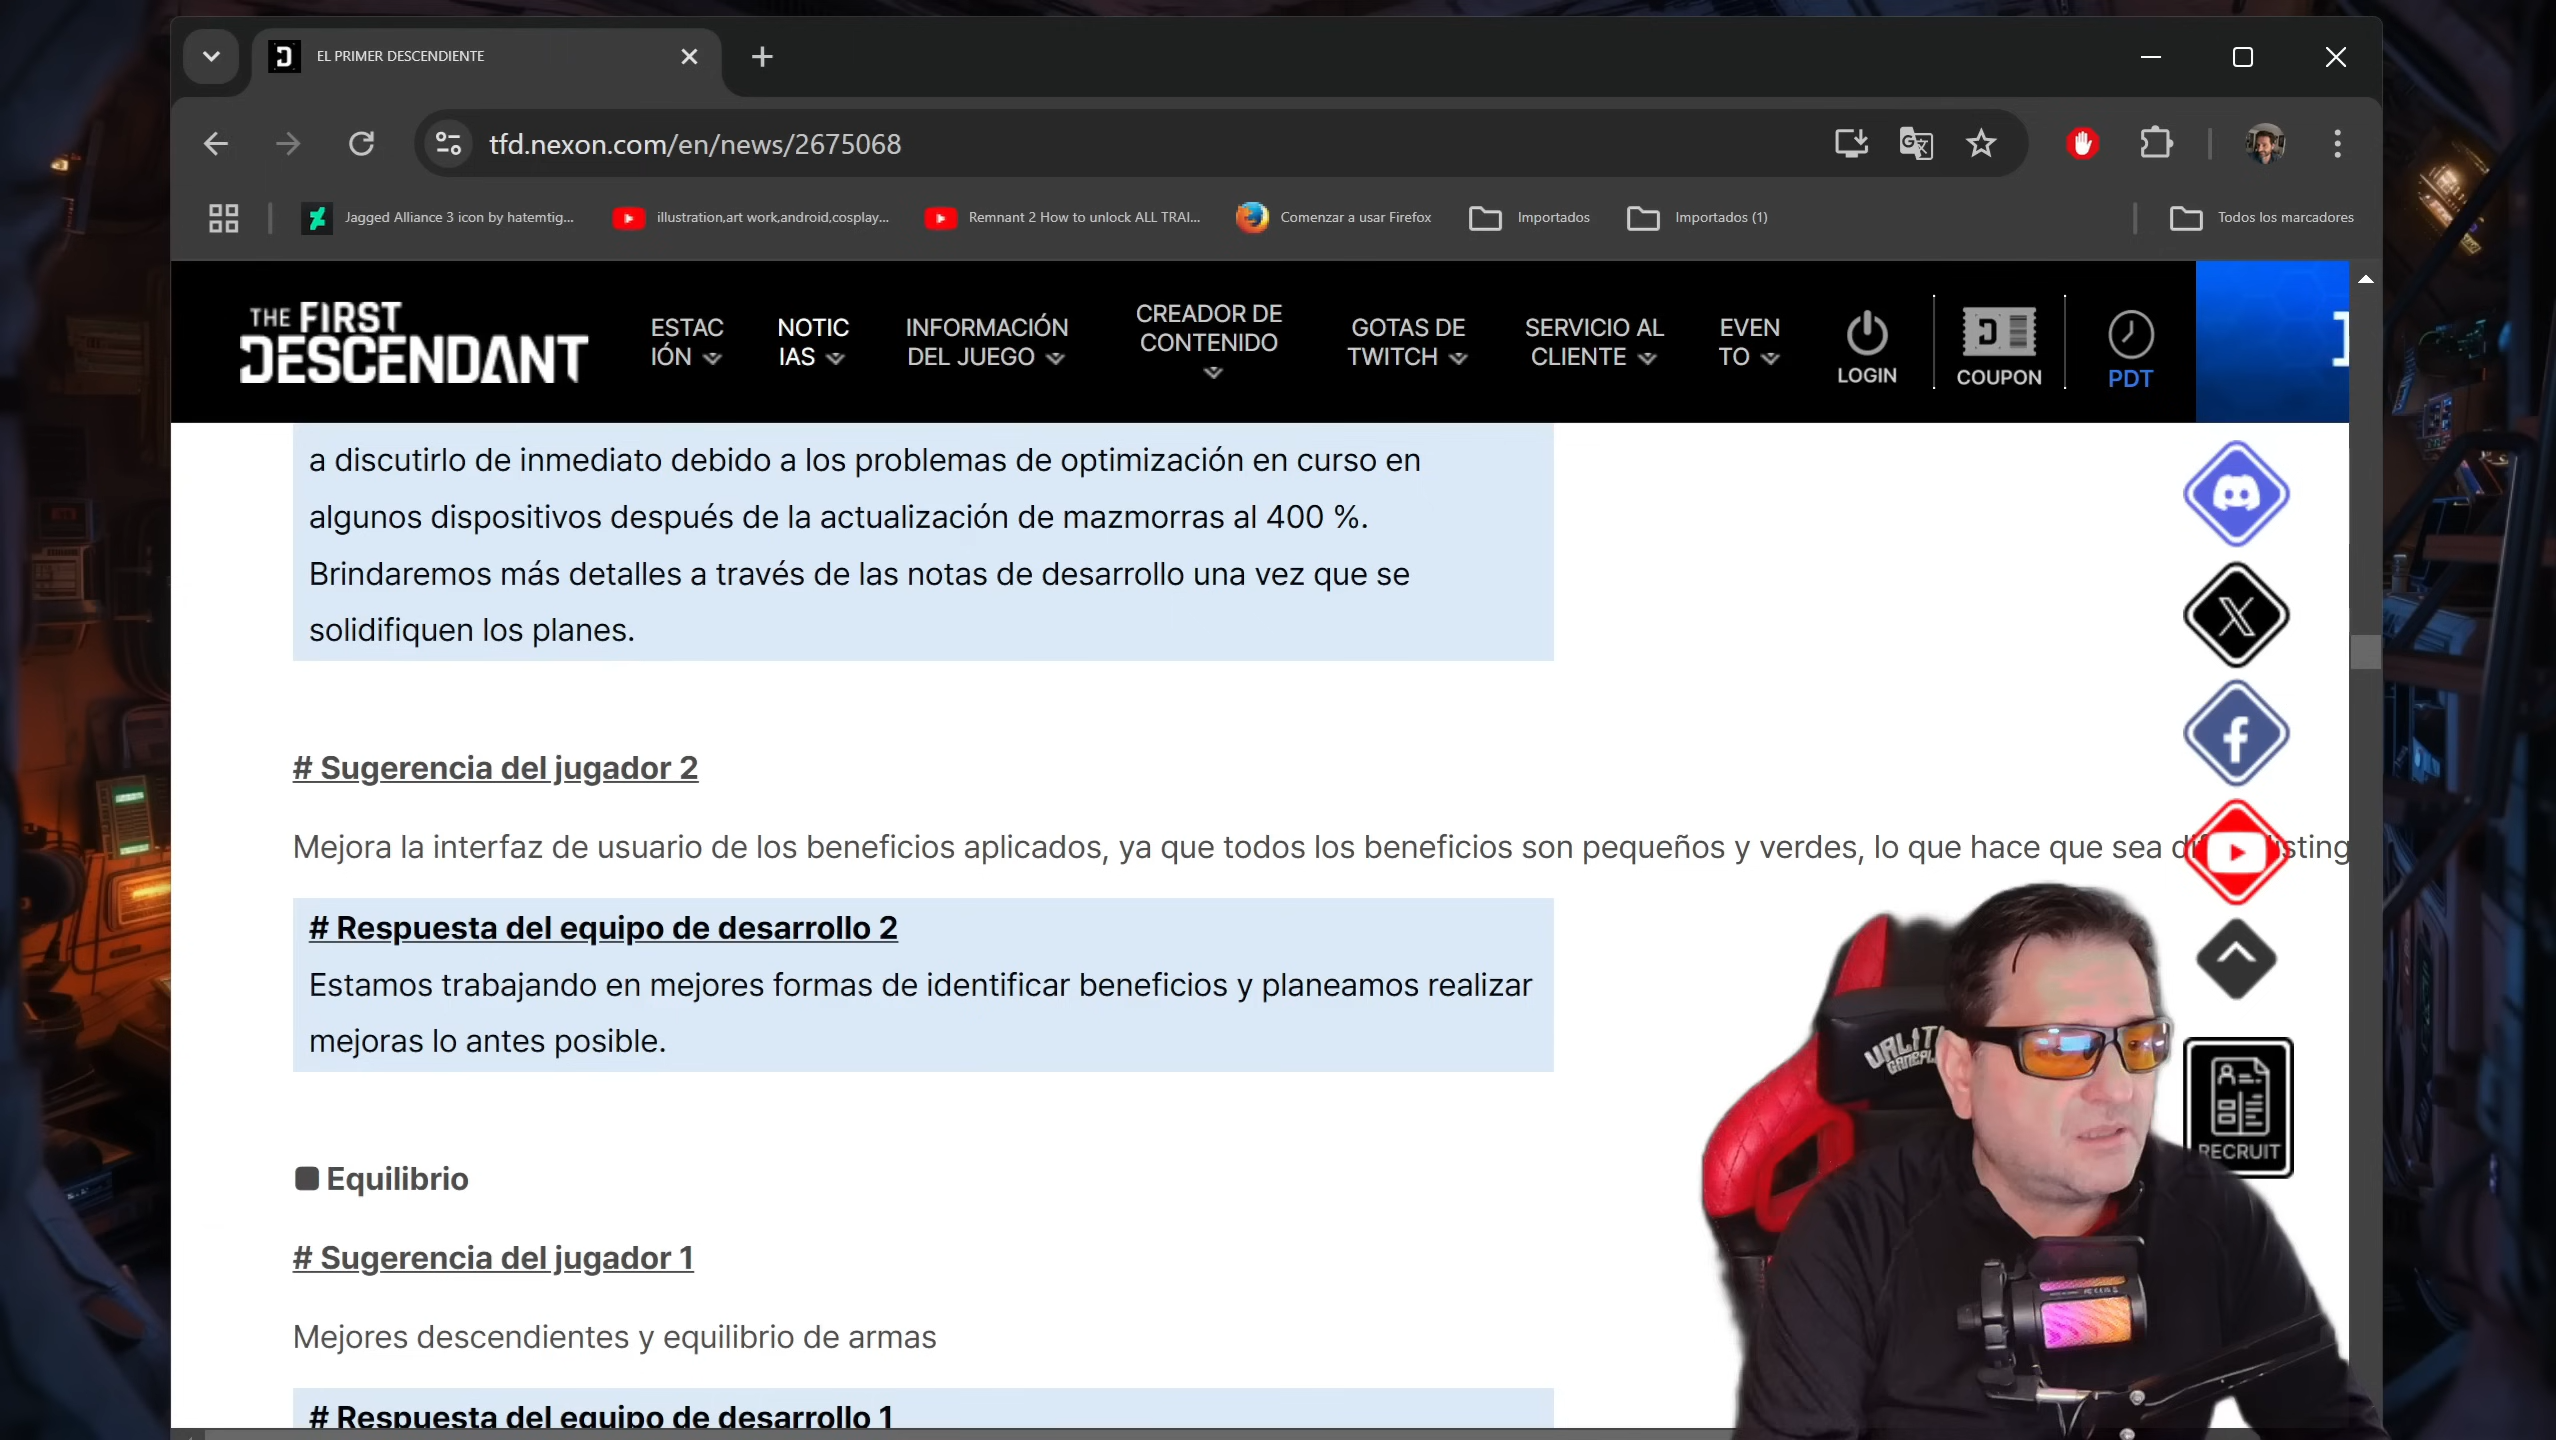 EL PRIMER DESCENDIENTE
tfd.nexon.com/en/news/2675068
Jagged Alliance 3 icon by hatemtig...
illustration,art work,android,cosplay...
Remnant 2 How to unlock ALL TRAI...
Comenzar a usar Firefox
Importados
Importados (1)
Todos los marcadores
THE FIRST
DESCENDANT
ESTAC
IÓN
NOTIC
IAS
INFORMACIÓN
DEL JUEGO
CREADOR DE
CONTENIDO
GOTAS DE
TWITCH
SERVICIO AL
CLIENTE
EVEN
TO
LOGIN
COUPON
PDT
a discutirlo de inmediato debido a los problemas de optimización en curso en
algunos dispositivos después de la actualización de mazmorras al 400 %.
Brindaremos más detalles a través de las notas de desarrollo una vez que se
solidifiquen los planes.
# Sugerencia del jugador 2
Mejora la interfaz de usuario de los beneficios aplicados, ya que todos los beneficios son pequeños y verdes, lo que hace que sea
# Respuesta del equipo de desarrollo 2
Estamos trabajando en mejores formas de identificar beneficios y planeamos realizar
mejoras lo antes posible.
RECRUIT
Equilibrio
# Sugerencia del jugador 1
Mejores descendientes y equilibrio de armas
# Respuesta del equipo de desarrollo 1